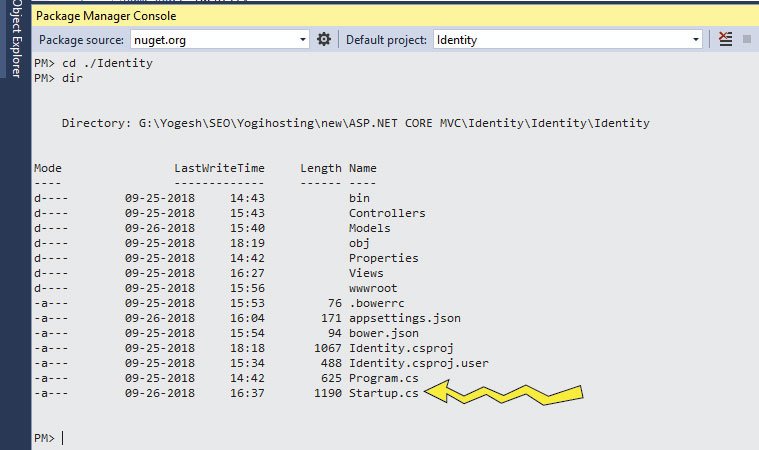 Object Explorer
Package Manager Console
Package source: nuget.org Default project: Identity
PM> cd ./Identity
PM> dir
Directory: G:\Yogesh\SEO\Yogihosting\new\ASP.NET CORE MVC\Identity\Identity\Identity
Mode LastWriteTime Length Name
---- ------------- ------ ----
d---- 09-25-2018 14:43 bin
d---- 09-25-2018 15:43 Controllers
d---- 09-26-2018 15:40 Models
d---- 09-26-2018 18:19 obj
d---- 09-25-2018 14:42 Properties
d---- 09-25-2018 16:27 Views
d---- 09-25-2018 15:56 wwwroot
-a--- 09-25-2018 15:53 76 .bowerrc
-a--- 09-26-2018 16:04 171 appsettings.json
-a--- 09-25-2018 15:54 94 bower.json
-a--- 09-25-2018 18:18 1067 Identity.csproj
-a--- 09-25-2018 15:34 488 Identity.csproj.user
-a--- 09-25-2018 14:42 625 Program.cs
-a--- 09-26-2018 16:37 1190 Startup.cs
PM>